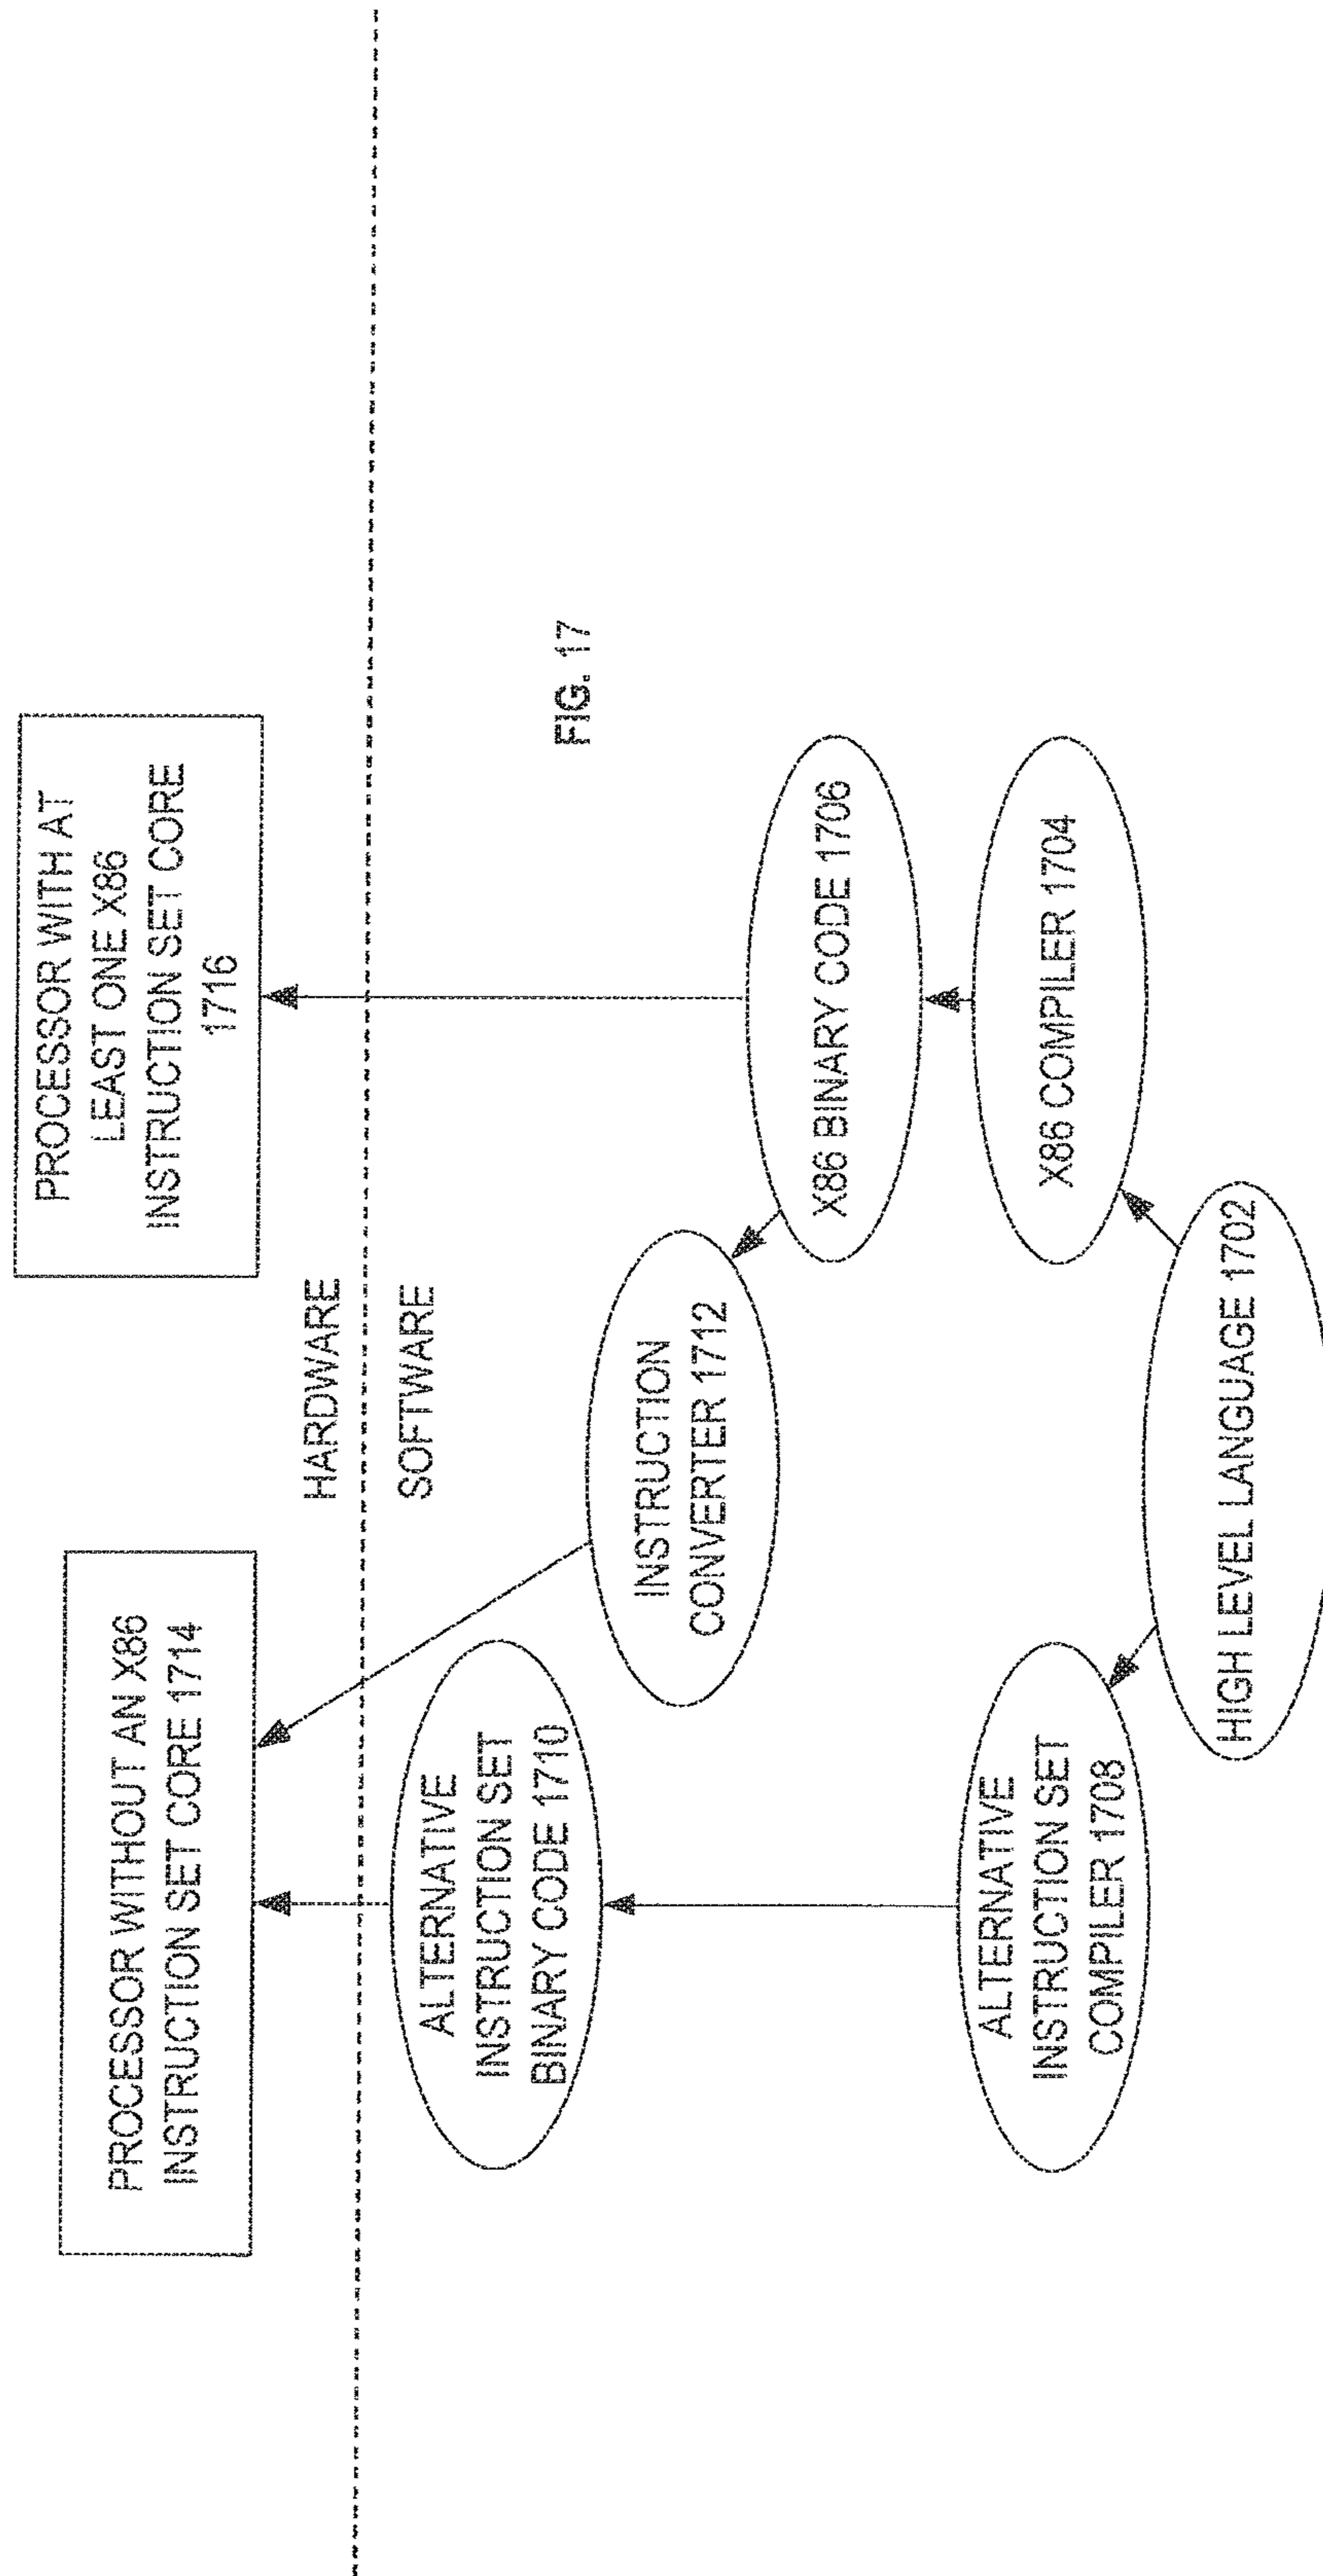 PROCESSOR WITHOUT AN X86
INSTRUCTION SET CORE 1714
PROCESSOR WITH AT
LEAST ONE X86
INSTRUCTION SET CORE
1716
HARDWARE
SOFTWARE
ALTERNATIVE
INSTRUCTION SET
BINARY CODE 1710
INSTRUCTION
CONVERTER 1712
FIG. 17
X86 BINARY CODE 1706
ALTERNATIVE
INSTRUCTION SET
COMPILER 1708
X86 COMPILER 1704
HIGH LEVEL LANGUAGE 1702